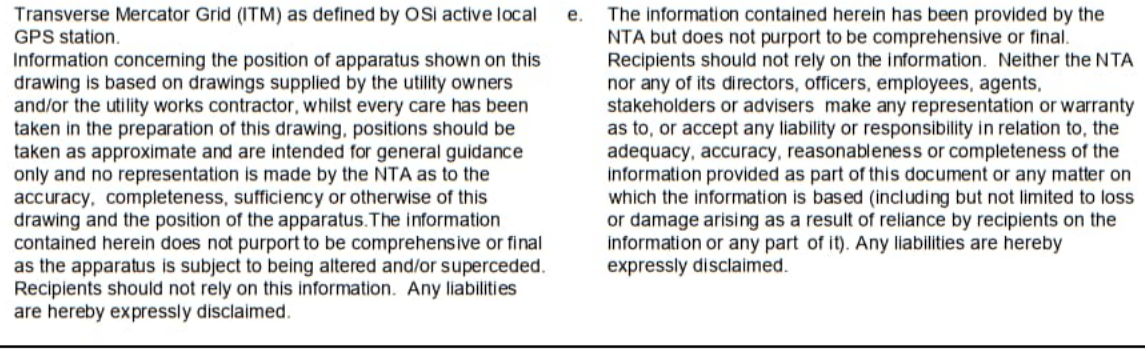 Transverse Mercator Grid (ITM) as defined by OSi active local
GPS station.
Information concerning the position of apparatus shown on this
drawing is based on drawings supplied by the utility owners
and/or the utility works contractor, whilst every care has been
taken in the preparation of this drawing, positions should be
taken as approximate and are intended for general guidance
only and no representation is made by the NTA as to the
accuracy, completeness, sufficiency or otherwise of this
drawing and the position of the apparatus.The information
contained herein does not purport to be comprehensive or final
as the apparatus is subject to being altered and/or superceded.
Recipients should not rely on this information. Any liabilities
are hereby expressly disclaimed.
e. The information contained herein has been provided by the
NTA but does not purport to be comprehensive or final.
Recipients should not rely on the information. Neither the NTA
nor any of its directors, officers, employees, agents,
stakeholders or advisers make any representation or warranty
as to, or accept any liability or responsibility in relation to, the
adequacy, accuracy, reasonableness or completeness of the
information provided as part of this document or any matter on
which the information is based (including but not limited to loss
or damage arising as a result of reliance by recipients on the
information or any part of it). Any liabilities are hereby
expressly disclaimed.